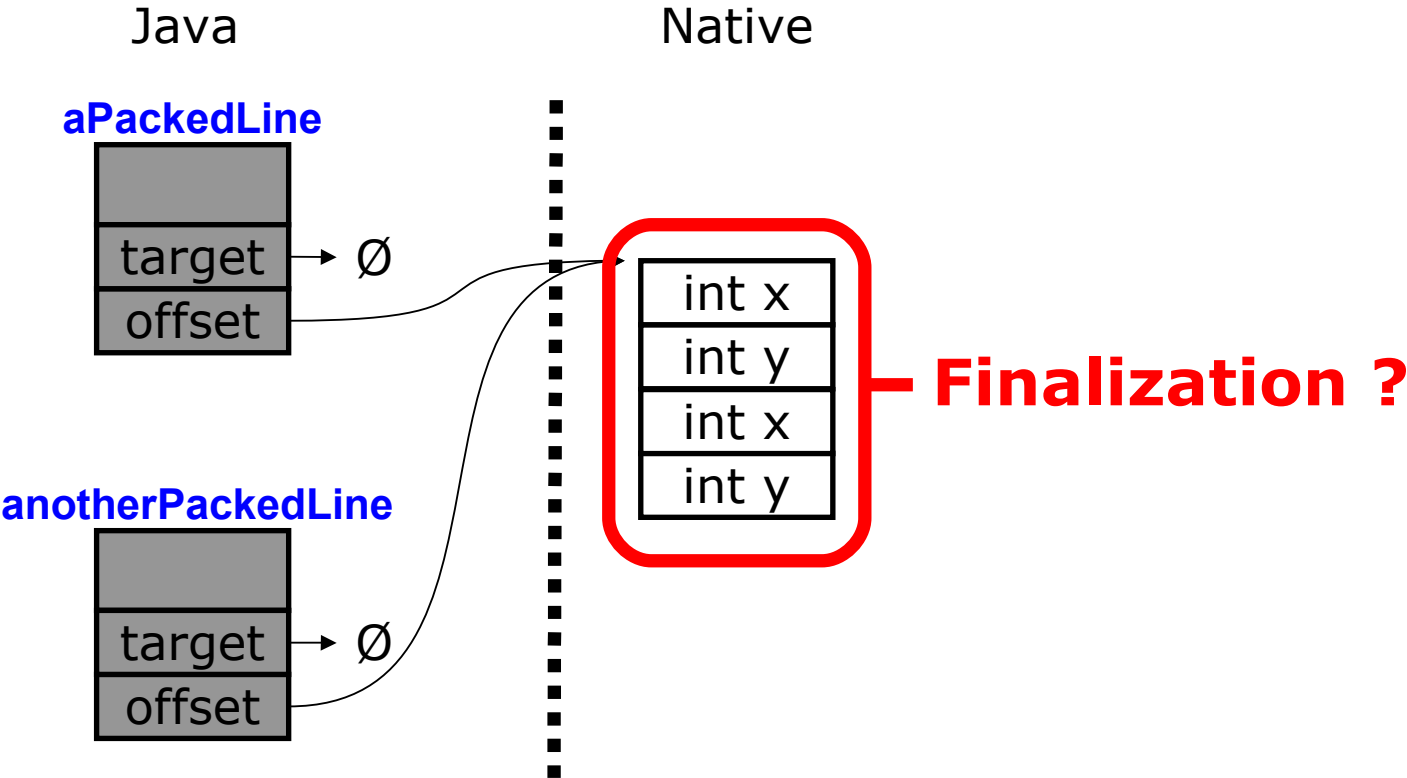 Java
Native
aPackedLine
target
Ø
offset
int x
int y
int x
int y
Finalization ?
anotherPackedLine
target
Ø
offset